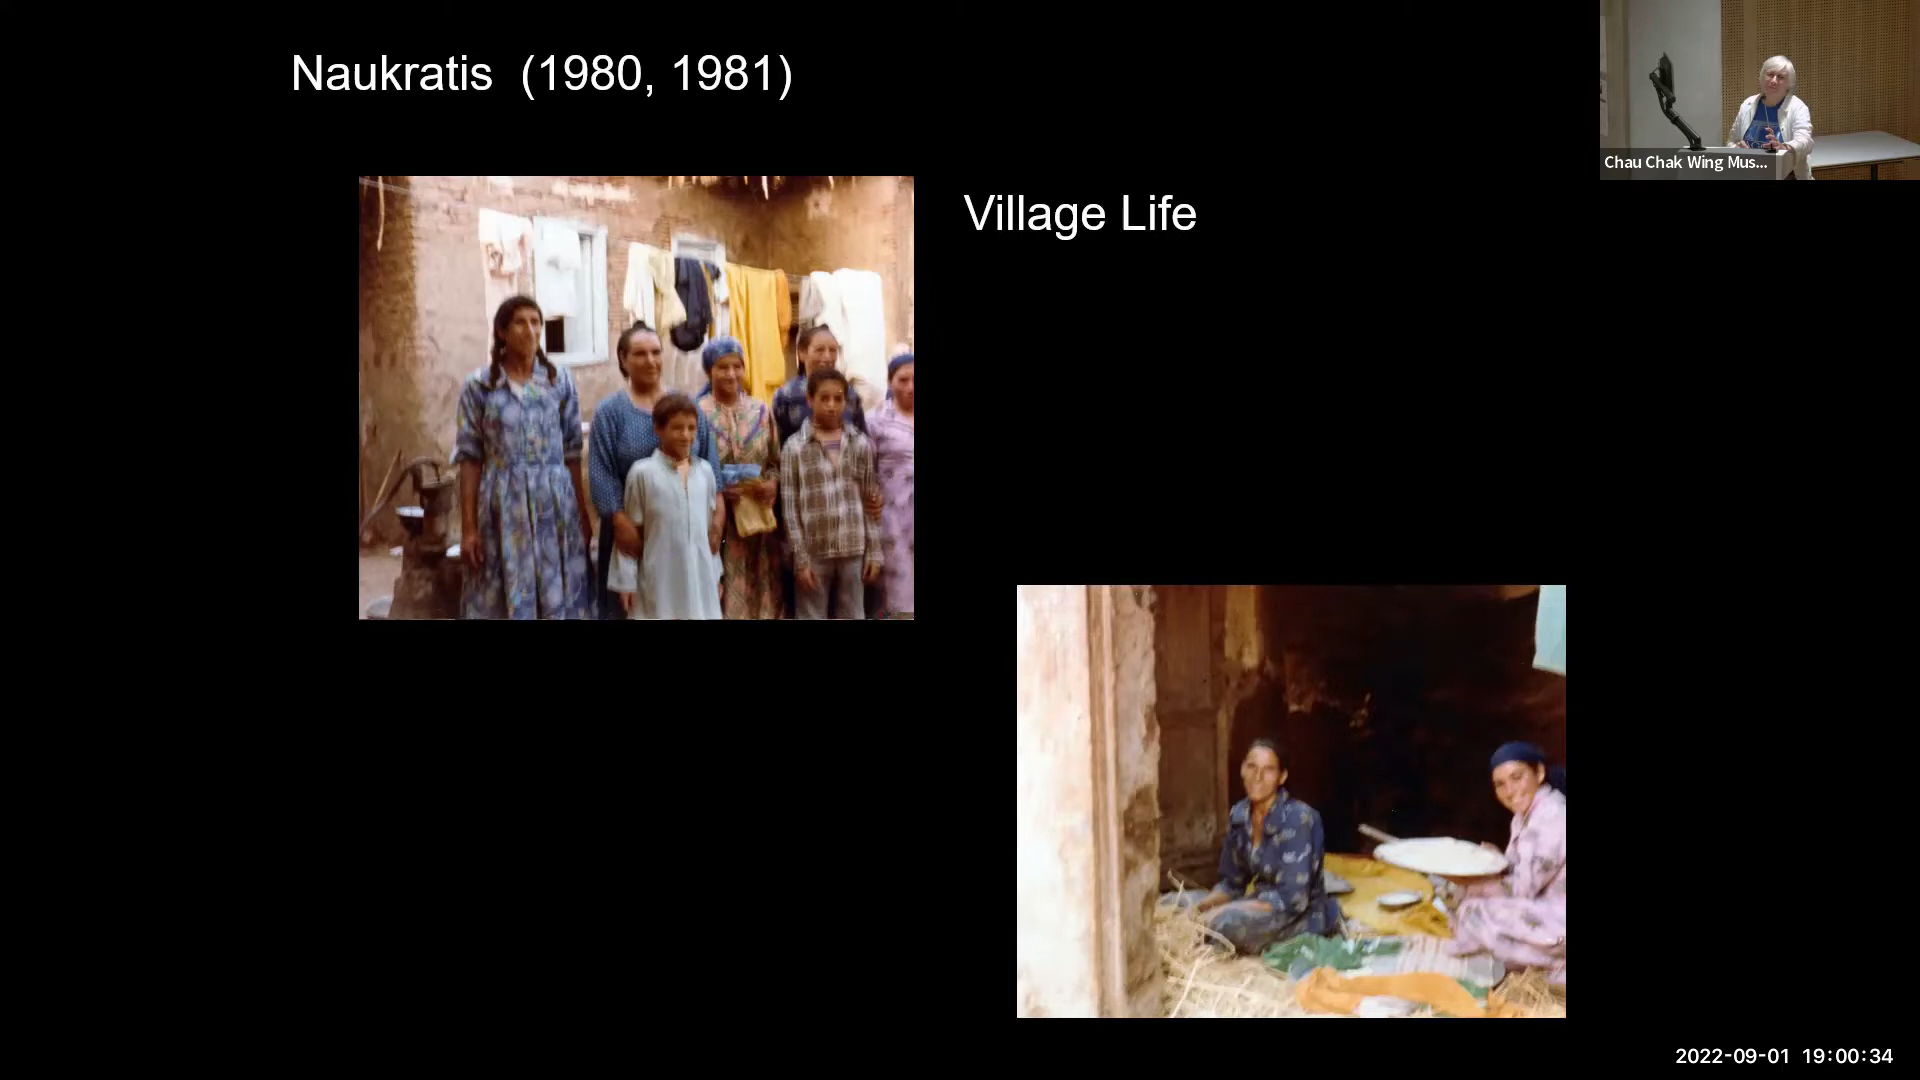 Naukratis (1980, 1981)
Chau Chak Wing Mus...
Village Life
2022-09-01 19:00:34